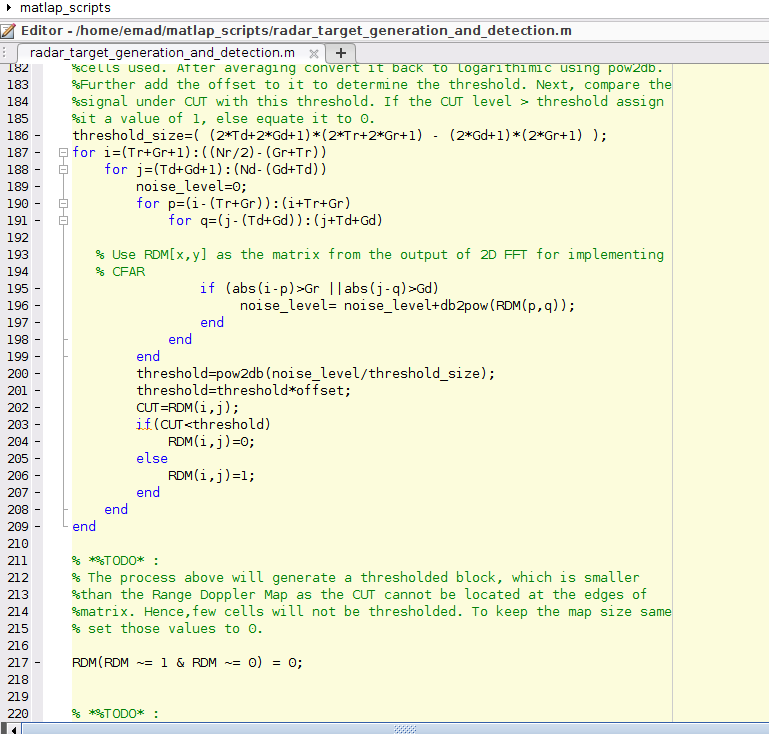 matlap_scripts
Editor - /home/emad/matlap_scripts/radar_target_generation_and_detection.m
radar_target_generation_and_detection.m × +
182 %cells used. After averaging convert it back to logarithimic using pow2db.
183 %Further add the offset to it to determine the threshold. Next, compare the
184 %signal under CUT with this threshold. If the CUT level > threshold assign
185 %it a value of 1, else equate it to 0.
186 - threshold_size=( (2*Td+2*Gd+1)*(2*Tr+2*Gr+1) - (2*Gd+1)*(2*Gr+1) );
187 - for i=(Tr+Gr+1):((Nr/2)-(Gr+Tr))
188 - for j=(Td+Gd+1):(Nd-(Gd+Td))
189 - noise_level=0;
190 - for p=(i-(Tr+Gr)):(i+Tr+Gr)
191 - for q=(j-(Td+Gd)):(j+Td+Gd)
192
193 % Use RDM[x,y] as the matrix from the output of 2D FFT for implementing
194 % CFAR
195 - if (abs(i-p)>Gr ||abs(j-q)>Gd)
196 - noise_level= noise_level+db2pow(RDM(p,q));
197 - end
198 - end
199 - end
200 - threshold=pow2db(noise_level/threshold_size);
201 - threshold=threshold*offset;
202 - CUT=RDM(i,j);
203 - if(CUT<threshold)
204 - RDM(i,j)=0;
205 - else
206 - RDM(i,j)=1;
207 - end
208 - end
209 - end
210
211 % *%TODO* :
212 % The process above will generate a thresholded block, which is smaller
213 %than the Range Doppler Map as the CUT cannot be located at the edges of
214 %matrix. Hence,few cells will not be thresholded. To keep the map size same
215 % set those values to 0.
216
217 - RDM(RDM ~= 1 & RDM ~= 0) = 0;
218
219
220 % *%TODO* :